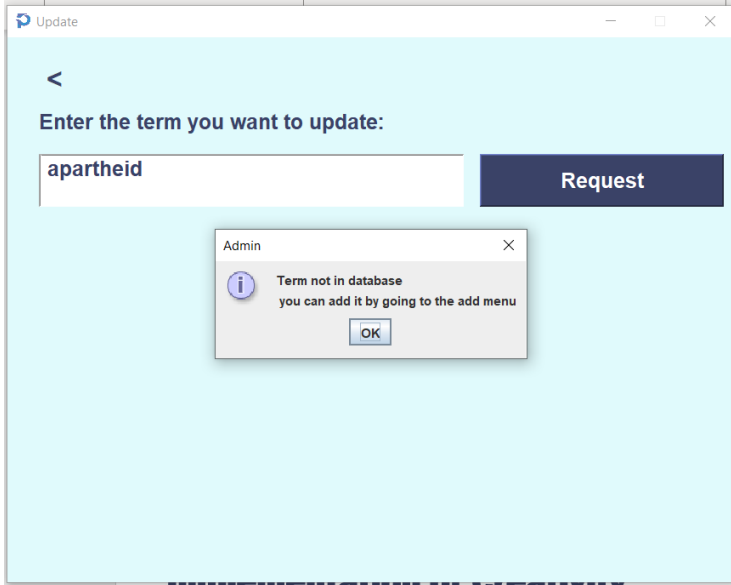 Update
<
Enter the term you want to update:
apartheid
Request
Admin
Term not in database
you can add it by going to the add menu
OK